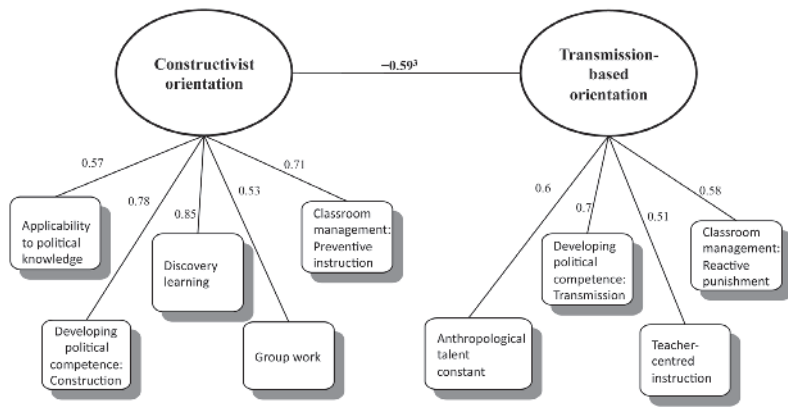 Constructivist
orientation
−0.59³
Transmission-
based
orientation
0.57
0.78
0.85
0.53
0.71
0.6
0.7
0.51
0.58
Applicability
to political
knowledge
Developing
political
competence:
Construction
Discovery
learning
Group work
Classroom
management:
Preventive
instruction
Anthropological
talent
constant
Developing
political
competence:
Transmission
Teacher-
centred
instruction
Classroom
management:
Reactive
punishment